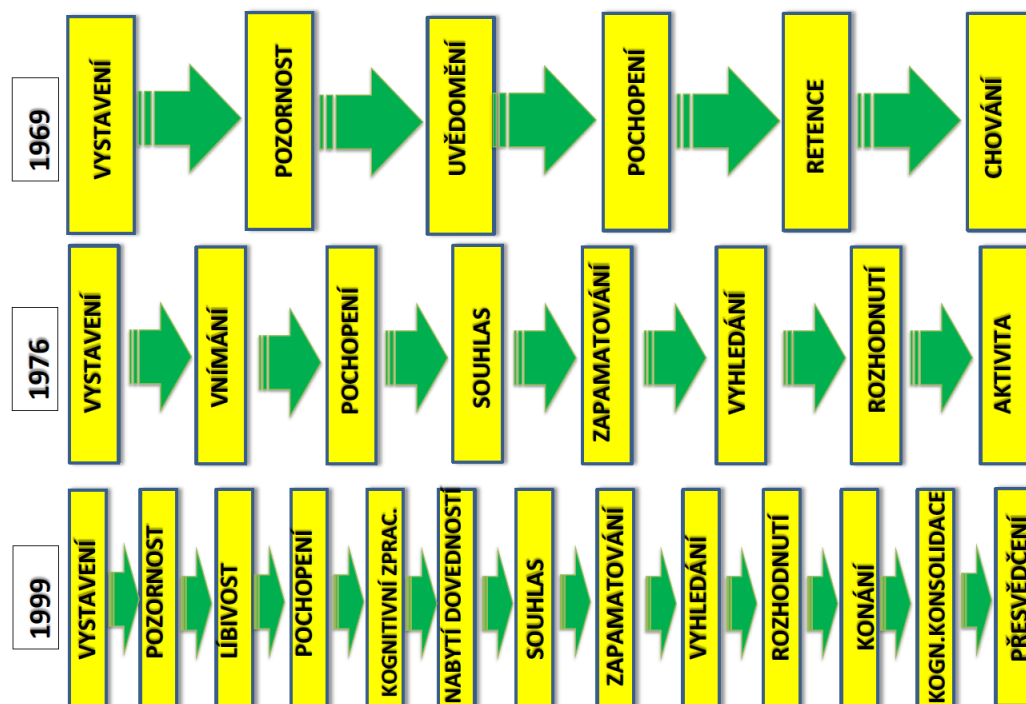 1969
VYSTAVENÍ
POZORNOST
UVĚDOMĚNÍ
POCHOPENÍ
RETENCE
CHOVÁNÍ
1976
VYSTAVENÍ
VNÍMÁNÍ
POCHOPENÍ
SOUHLAS
ZAPAMATOVÁNÍ
VYHLEDÁNÍ
ROZHODNUTÍ
AKTIVITA
1999
VYSTAVENÍ
POZORNOST
LÍBIVOST
POCHOPENÍ
KOGNITIVNÍ ZPRAC.
NABYTÍ DOVEDNOSTÍ
SOUHLAS
ZAPAMATOVÁNÍ
VYHLEDÁNÍ
ROZHODNUTÍ
KONÁNÍ
KOGN.KONSOLIDACE
PŘESVĚDČENÍ